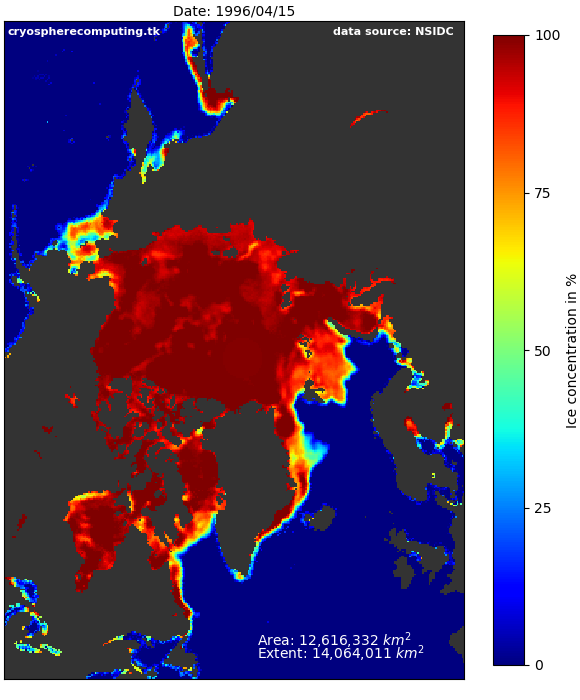 Date: 1996/04/15
cryospherecomputing.tk
data source: NSIDC
100
75
50
25
0
Ice concentration in %
Area: 12,616,332 km²
Extent: 14,064,011 km²